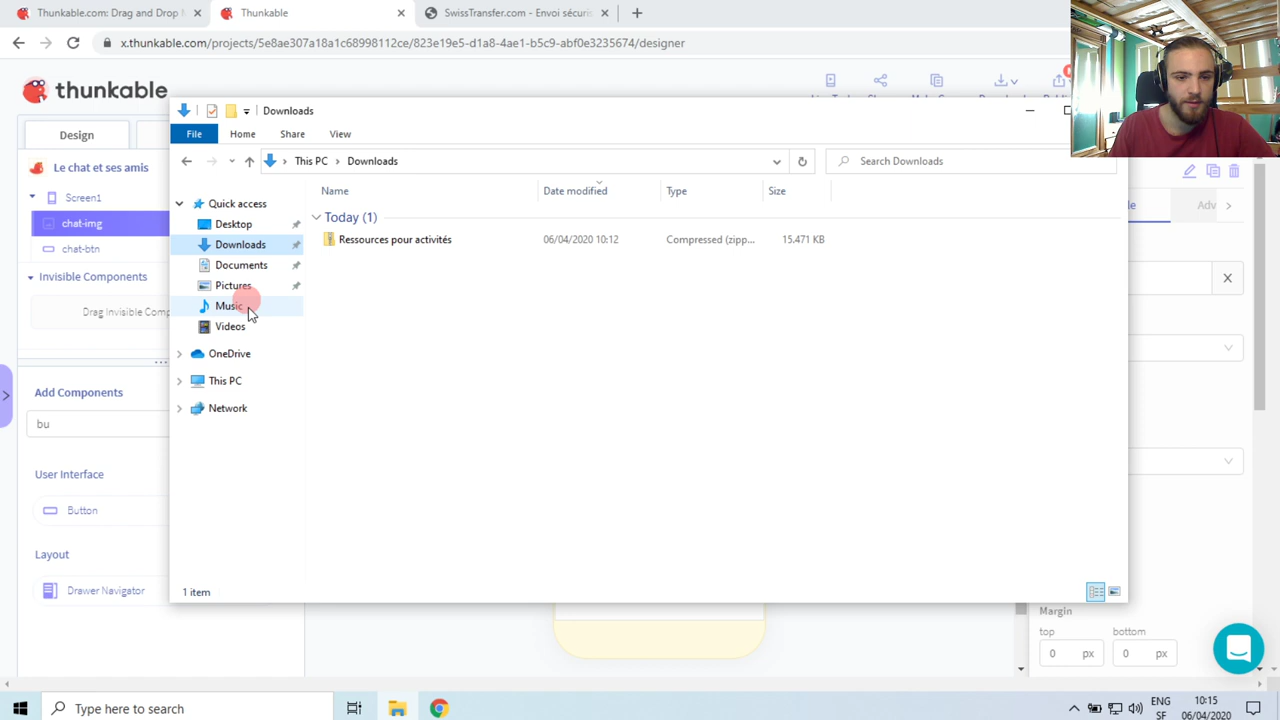 Thunkable.com: Drag and Drop M
Thunkable
SwissTransfer.com - Envoi sécuris
x.thunkable.com/projects/5e8ae307a18a1c68998112ce/823e19e5-d1a8-4ae1-b5c9-abf0e3235674/designer
thunkable
Downloads
File Home Share View
This PC Downloads
Search Downloads
Design
Le chat et ses amis
Screen1
chat-img
chat-btn
Invisible Components
Drag Invisible Comp
Add Components
bu
User Interface
Button
Layout
Drawer Navigator
Quick access
Desktop
Downloads
Documents
Pictures
Music
Videos
OneDrive
This PC
Network
Name Date modified Type Size
Today (1)
Ressources pour activités 06/04/2020 10:12 Compressed (zipp... 15.471 KB
1 item
le Adv
Margin
top bottom
0 px 0 px
Type here to search
ENG
SF
10:15
06/04/2020